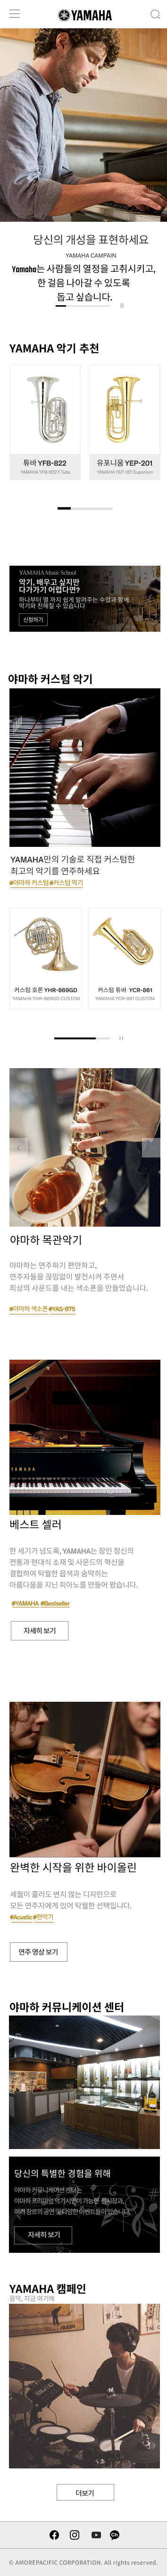 YAMAHA
당신의 개성을 표현하세요
YAMAHA CAMPAIN
Yamaha는 사람들의 열정을 고취시키고,
한 걸음 나아갈 수 있도록
돕고 싶습니다.
YAMAHA 악기 추천
튜바 YFB-822
YAMAHA YFB-822 F Tuba
유포니움 YEP-201
YAMAHA YEP-201 Euponium
YAMAHA Music School
악기, 배우고 싶지만
다가가기 어렵다면?
하나부터 열 까지 쉽게 알려주는 수업과 함께
악기와 친해질 수 있습니다
신청하기
야마하 커스텀 악기
YAMAHA만의 기술로 직접 커스텀한
최고의 악기를 연주하세요
#야마하 커스텀 #커스텀 악기
커스텀 호른 YHR-869GD
YAMAHA YHR-869GD CUSTOM
커스텀 튜바 YCR-861
YAMAHA YCR-861 CUSTOM
야마하 목관악기
야마하는 연주하기 편안하고,
연주자들을 끊임없이 발전시켜 주면서
최상의 사운드를 내는 색소폰을 만들었습니다.
#야마하 색소폰 #YAS-875
YAMAHA
베스트 셀러
한 세기가 넘도록, YAMAHA는 장인 정신의
전통과 현대식 소재 및 사운드의 혁신을
결합하여 탁월한 음색과 숨막히는
아름다움을 지닌 피아노를 만들어 왔습니다.
#YAMAHA #Bestseller
자세히 보기
완벽한 시작을 위한 바이올린
세월이 흘러도 변치 않는 디자인으로
모든 연주자에게 있어 탁월한 선택입니다.
#Acustic #현악기
연주 영상 보기
야마하 커뮤니케이션 센터
당신의 특별한 경험을 위해
야마하 커뮤니케이션 센터는
야마하 프리미엄 악기 시연이 가능한 전시장과,
여러 장르의 공연 및 다양한 이벤트들이 있습니다.
자세히 보기
YAMAHA 캠페인
음악, 지금 여기에
더보기
© AMOREPACIFIC CORPORATION. All rights reserved.